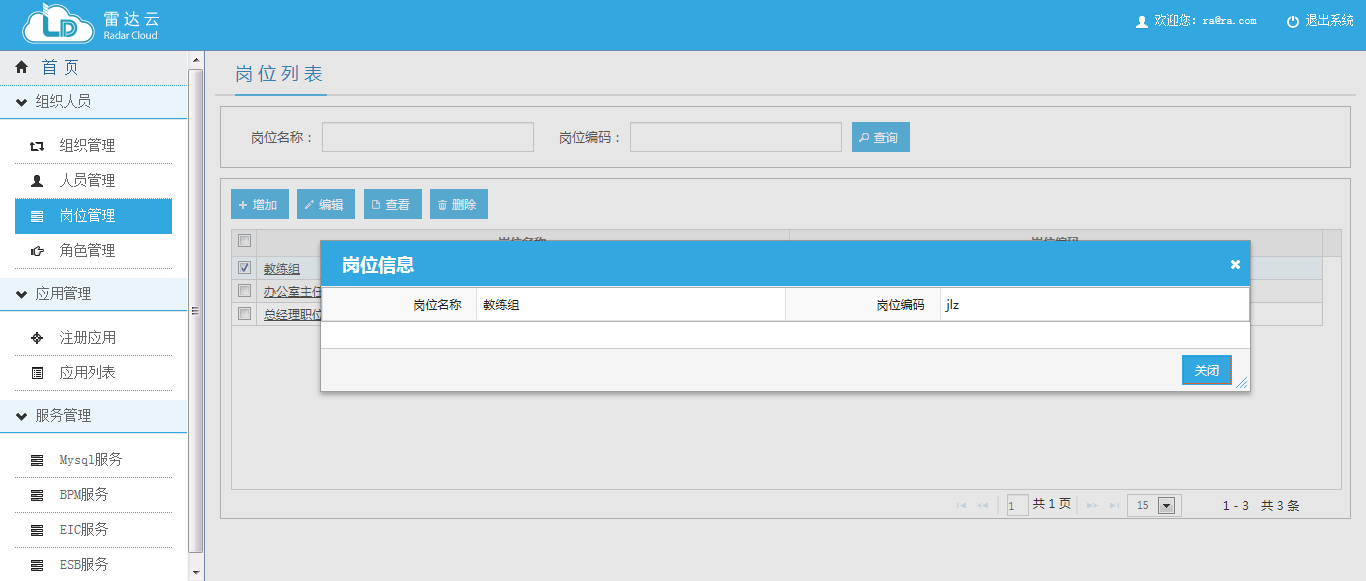 雷达云
Radar Cloud
欢迎您: ra@ra.com
退出系统
首页
组织人员
组织管理
人员管理
岗位管理
角色管理
应用管理
注册应用
应用列表
服务管理
Mysql服务
BPM服务
EIC服务
ESB服务
岗位列表
岗位名称：
岗位编码：
查询
增加
编辑
查看
删除
岗位名称
岗位编码
教练组
办公室主任
总经理职位
岗位信息
岗位名称
教练组
岗位编码
jlz
关闭
1 共 1 页
15
1 - 3 共 3 条